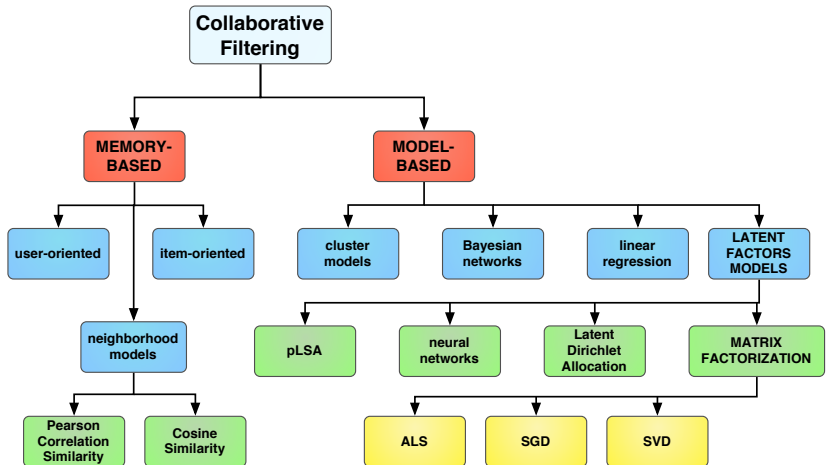 Collaborative
Filtering
MEMORY-
BASED
MODEL-
BASED
user-oriented
item-oriented
cluster
models
Bayesian
networks
linear
regression
LATENT
FACTORS
MODELS
neighborhood
models
pLSA
neural
networks
Latent
Dirichlet
Allocation
MATRIX
FACTORIZATION
Pearson
Correlation
Similarity
Cosine
Similarity
ALS
SGD
SVD